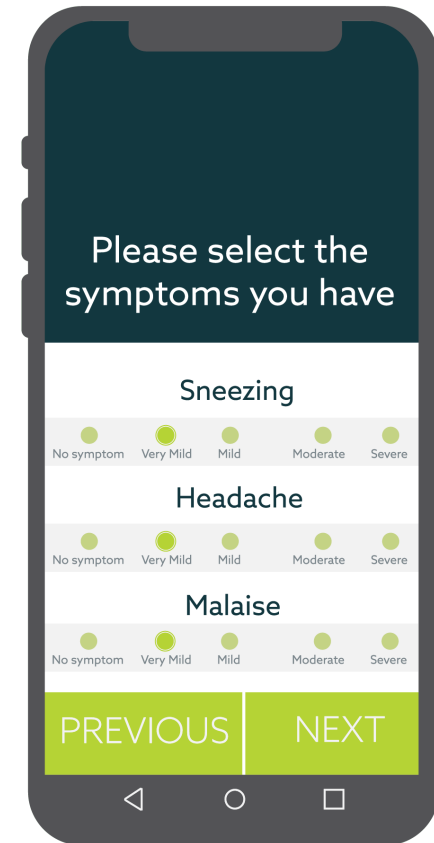 Please select the
symptoms you have
Sneezing
No symptom Very Mild Mild Moderate Severe
Headache
No symptom Very Mild Mild Moderate Severe
Malaise
No symptom Very Mild Mild Moderate Severe
PREVIOUS NEXT